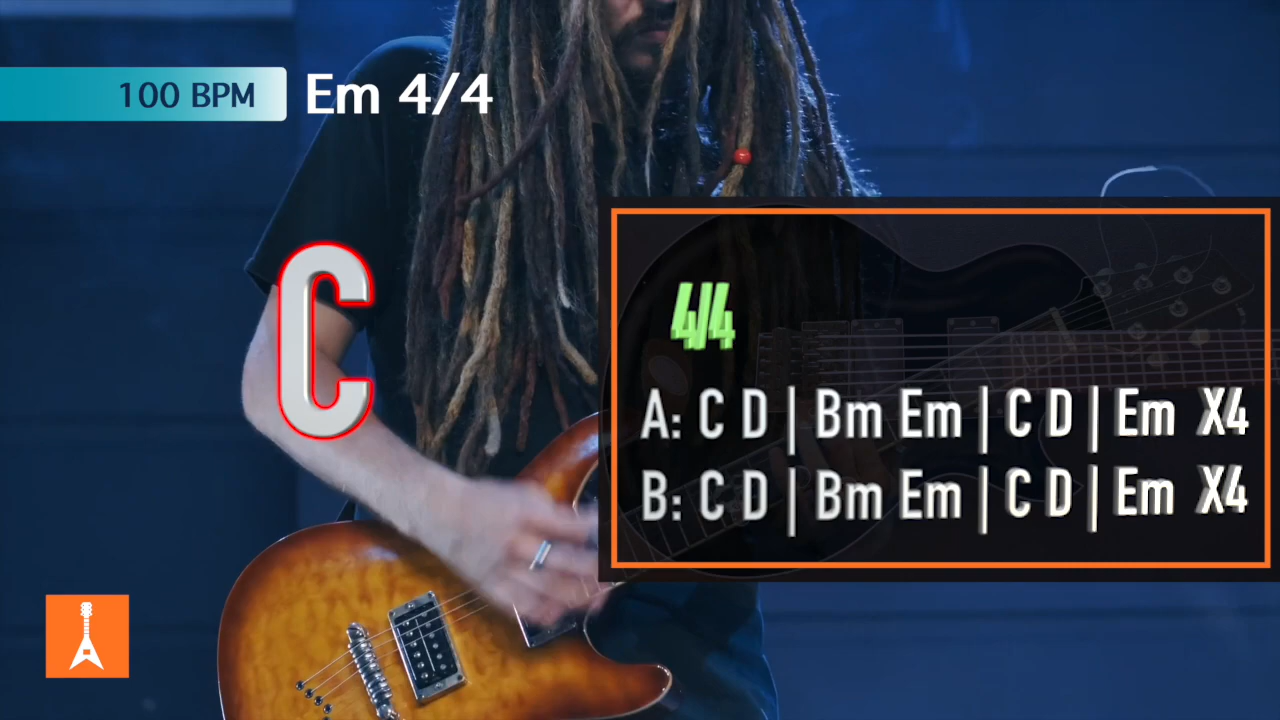 100 BPM Em 4/4
C
4/4
A: C D | Bm Em | C D | Em X4
B: C D | Bm Em | C D | Em X4